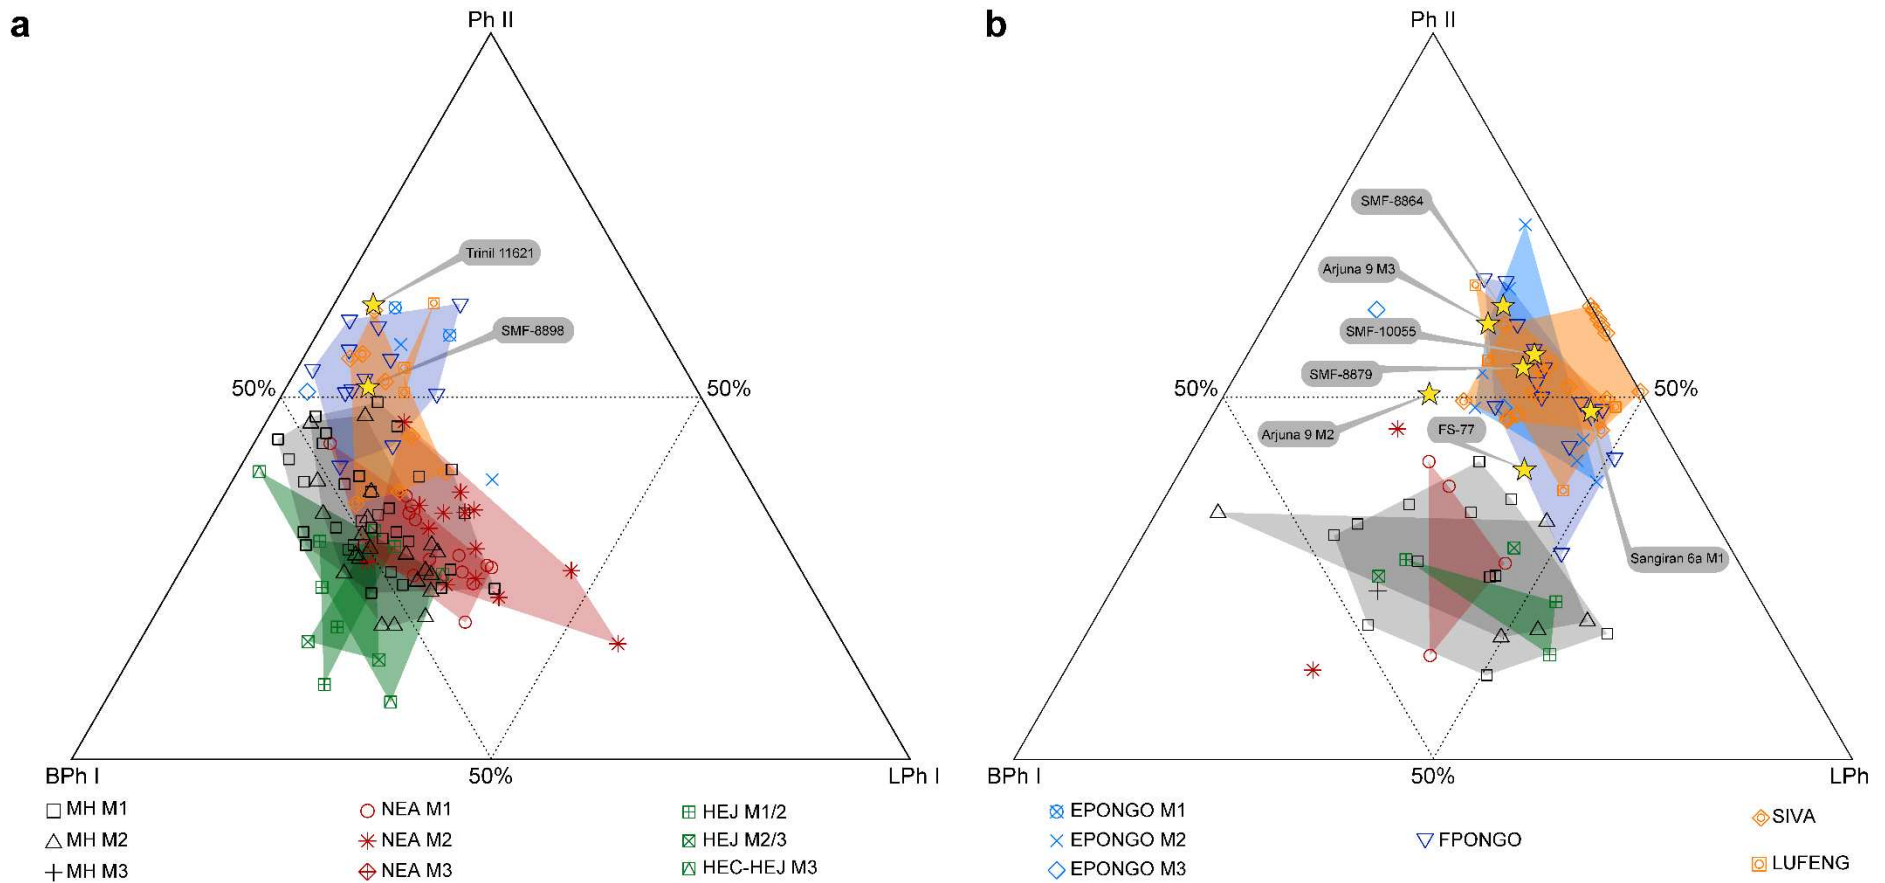 a
b
Ph II
Ph II
SMF-8864
Trinil 11621
Arjuna 9 M3
SMF-8898
SMF-10055
SMF-8879
50%
50%
50%
50%
Arjuna 9 M2
FS-77
Sangiran 6a M1
BPh I
50%
LPh I
BPh I
50%
LPh
MH M1
NEA M1
HEJ M1/2
EPONGO M1
SIVA
MH M2
NEA M2
HEJ M2/3
EPONGO M2
FPONGO
MH M3
NEA M3
HEC-HEJ M3
EPONGO M3
LUFENG